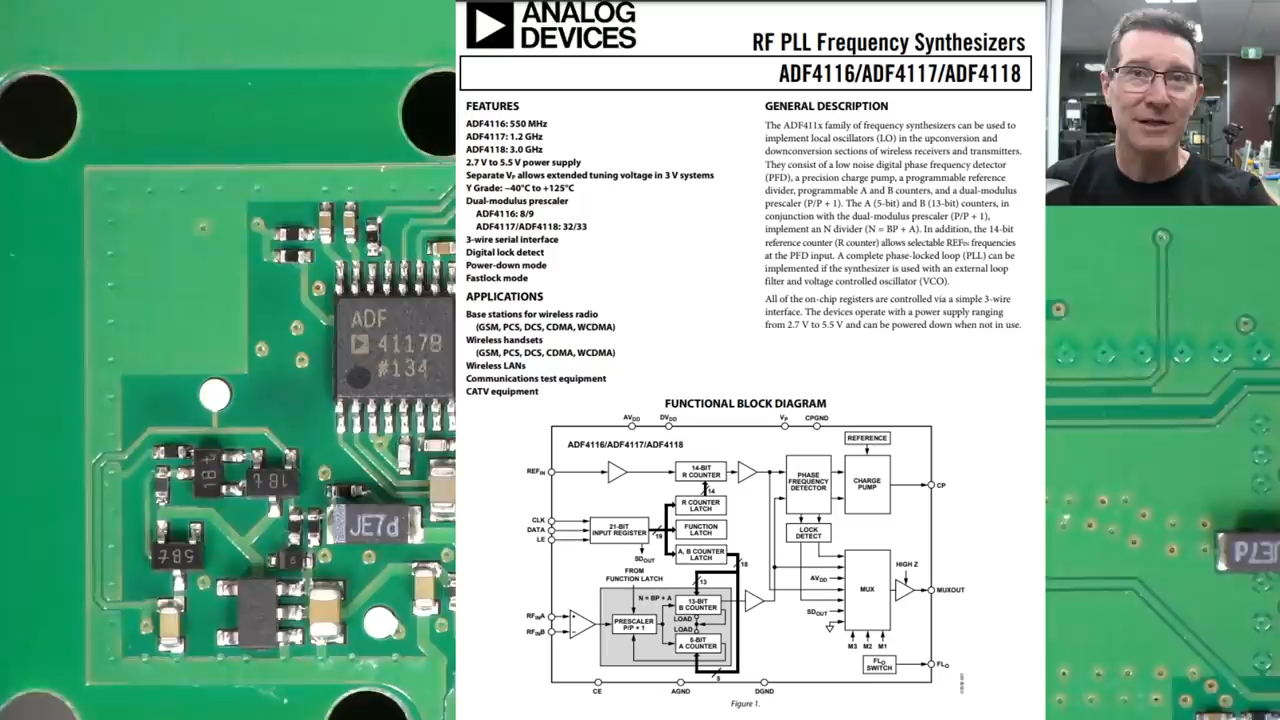 ANALOG
DEVICES
RF PLL Frequency Synthesizers
ADF4116/ADF4117/ADF4118
FEATURES
ADF4116: 550 MHz
ADF4117: 1.2 GHz
ADF4118: 3.0 GHz
2.7 V to 5.5 V power supply
Separate VP allows extended tuning voltage in 3 V systems
Y Grade: −40°C to +125°C
Dual-modulus prescaler
ADF4116: 8/9
ADF4117/ADF4118: 32/33
3-wire serial interface
Digital lock detect
Power-down mode
Fastlock mode
APPLICATIONS
Base stations for wireless radio
(GSM, PCS, DCS, CDMA, WCDMA)
Wireless handsets
(GSM, PCS, DCS, CDMA, WCDMA)
Wireless LANs
Communications test equipment
CATV equipment
GENERAL DESCRIPTION
The ADF411x family of frequency synthesizers can be used to
implement local oscillators (LO) in the upconversion and
downconversion sections of wireless receivers and transmitters.
They consist of a low noise digital phase frequency detector
(PFD), a precision charge pump, a programmable reference
divider, programmable A and B counters, and a dual-modulus
prescaler (P/P + 1). The A (5-bit) and B (13-bit) counters, in
conjunction with the dual-modulus prescaler (P/P + 1),
implement an N divider (N = BP + A). In addition, the 14-bit
reference counter (R counter) allows selectable REFIN frequencies
at the PFD input. A complete phase-locked loop (PLL) can be
implemented if the synthesizer is used with an external loop
filter and voltage controlled oscillator (VCO).
All of the on-chip registers are controlled via a simple 3-wire
interface. The devices operate with a power supply ranging
from 2.7 V to 5.5 V and can be powered down when not in use.
FUNCTIONAL BLOCK DIAGRAM
AVDD DVDD VP CPGND
ADF4116/ADF4117/ADF4118
REFERENCE
REFIN
14-BIT
R COUNTER
PHASE
FREQUENCY
DETECTOR
CHARGE
PUMP
CP
14
R COUNTER
LATCH
CLK
DATA
LE
21-BIT
INPUT REGISTER
19
FUNCTION
LATCH
LOCK
DETECT
SDOUT
A, B COUNTER
LATCH
18
FROM
FUNCTION LATCH
13
HIGH Z
AVDD
MUX
MUXOUT
SDOUT
N = BP + A
13-BIT
B COUNTER
RFINA
RFINB
PRESCALER
P/P + 1
LOAD
LOAD
5-BIT
A COUNTER
5
M3 M2 M1
FLO
SWITCH
FLO
CE AGND DGND
Figure 1.
ADF
4117B
#134
78L
JE7d
785